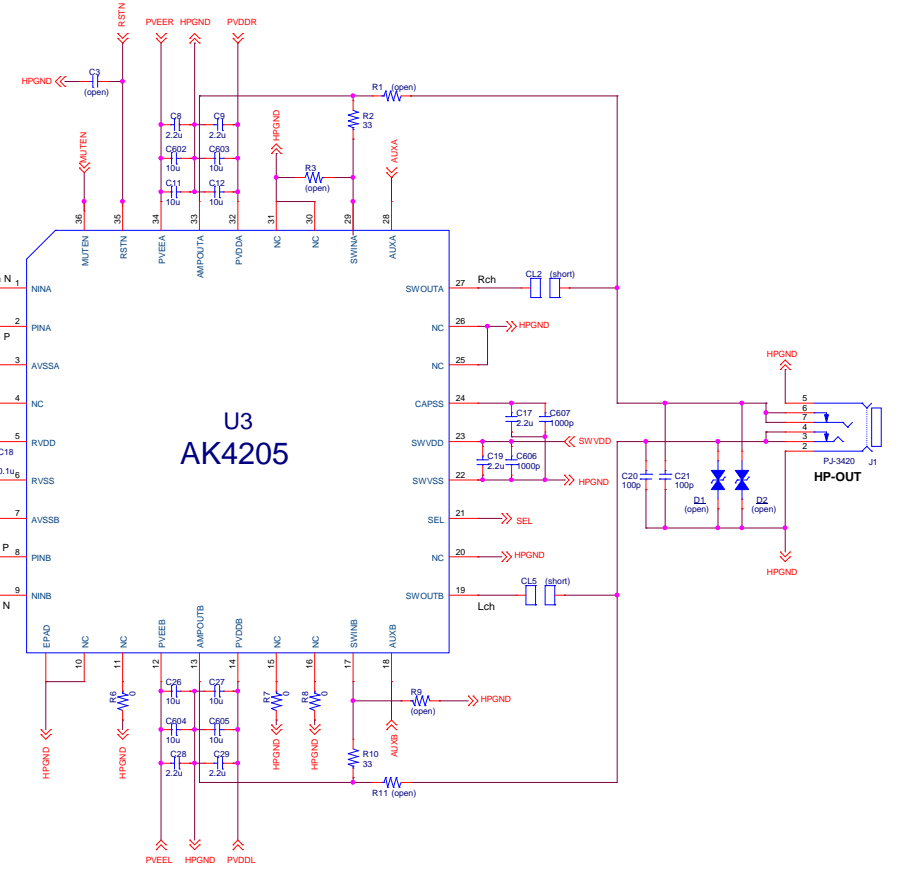 RSTN
PVEER HPGND PVDDR
HPGND
C3
(open)
R1 (open)
C8
2.2u
C9
2.2u
HPGND
R2
33
MUTEN
C602
10u
C603
10u
AUXA
R3
(open)
C11
10u
C12
10u
36 35 34 33 32 31 30 29 28
MUTEN RSTN PVEEA AMPOUTA PVDDA NC NC SWINA AUXA
N 1 NINA
SWOUTA 27 Rch
CL2 (short)
2 PINA
P
NC 26
HPGND
3 AVSSA
NC 25
HPGND
4 NC
CAPSS 24
C17
2.2u
C607
1000p
5
6
7
4
3
2
U3
AK4205
5 RVDD
SWVDD 23
SWVDD
C18
0.1u
C19
2.2u
C606
1000p
PJ-3420 J1
HP-OUT
6 RVSS
SWVSS 22
HPGND
C20
100p
C21
100p
D1
(open)
D2
(open)
7 AVSSB
SEL 21
SEL
P
8 PINB
NC 20
HPGND
HPGND
9 NINB
N
SWOUTB 19
Lch
CL5 (short)
EPAD NC NC PVEEB AMPOUTB PVDDB NC NC SWINB AUXB
10 11 12 13 14 15 16 17 18
R6
0
C26
10u
C27
10u
R7
0
R8
0
R9
(open)
HPGND
C604
10u
C605
10u
AUXB
HPGND
HPGND
HPGND
HPGND
C28
2.2u
C29
2.2u
R10
33
R11 (open)
PVEEL HPGND PVDDL